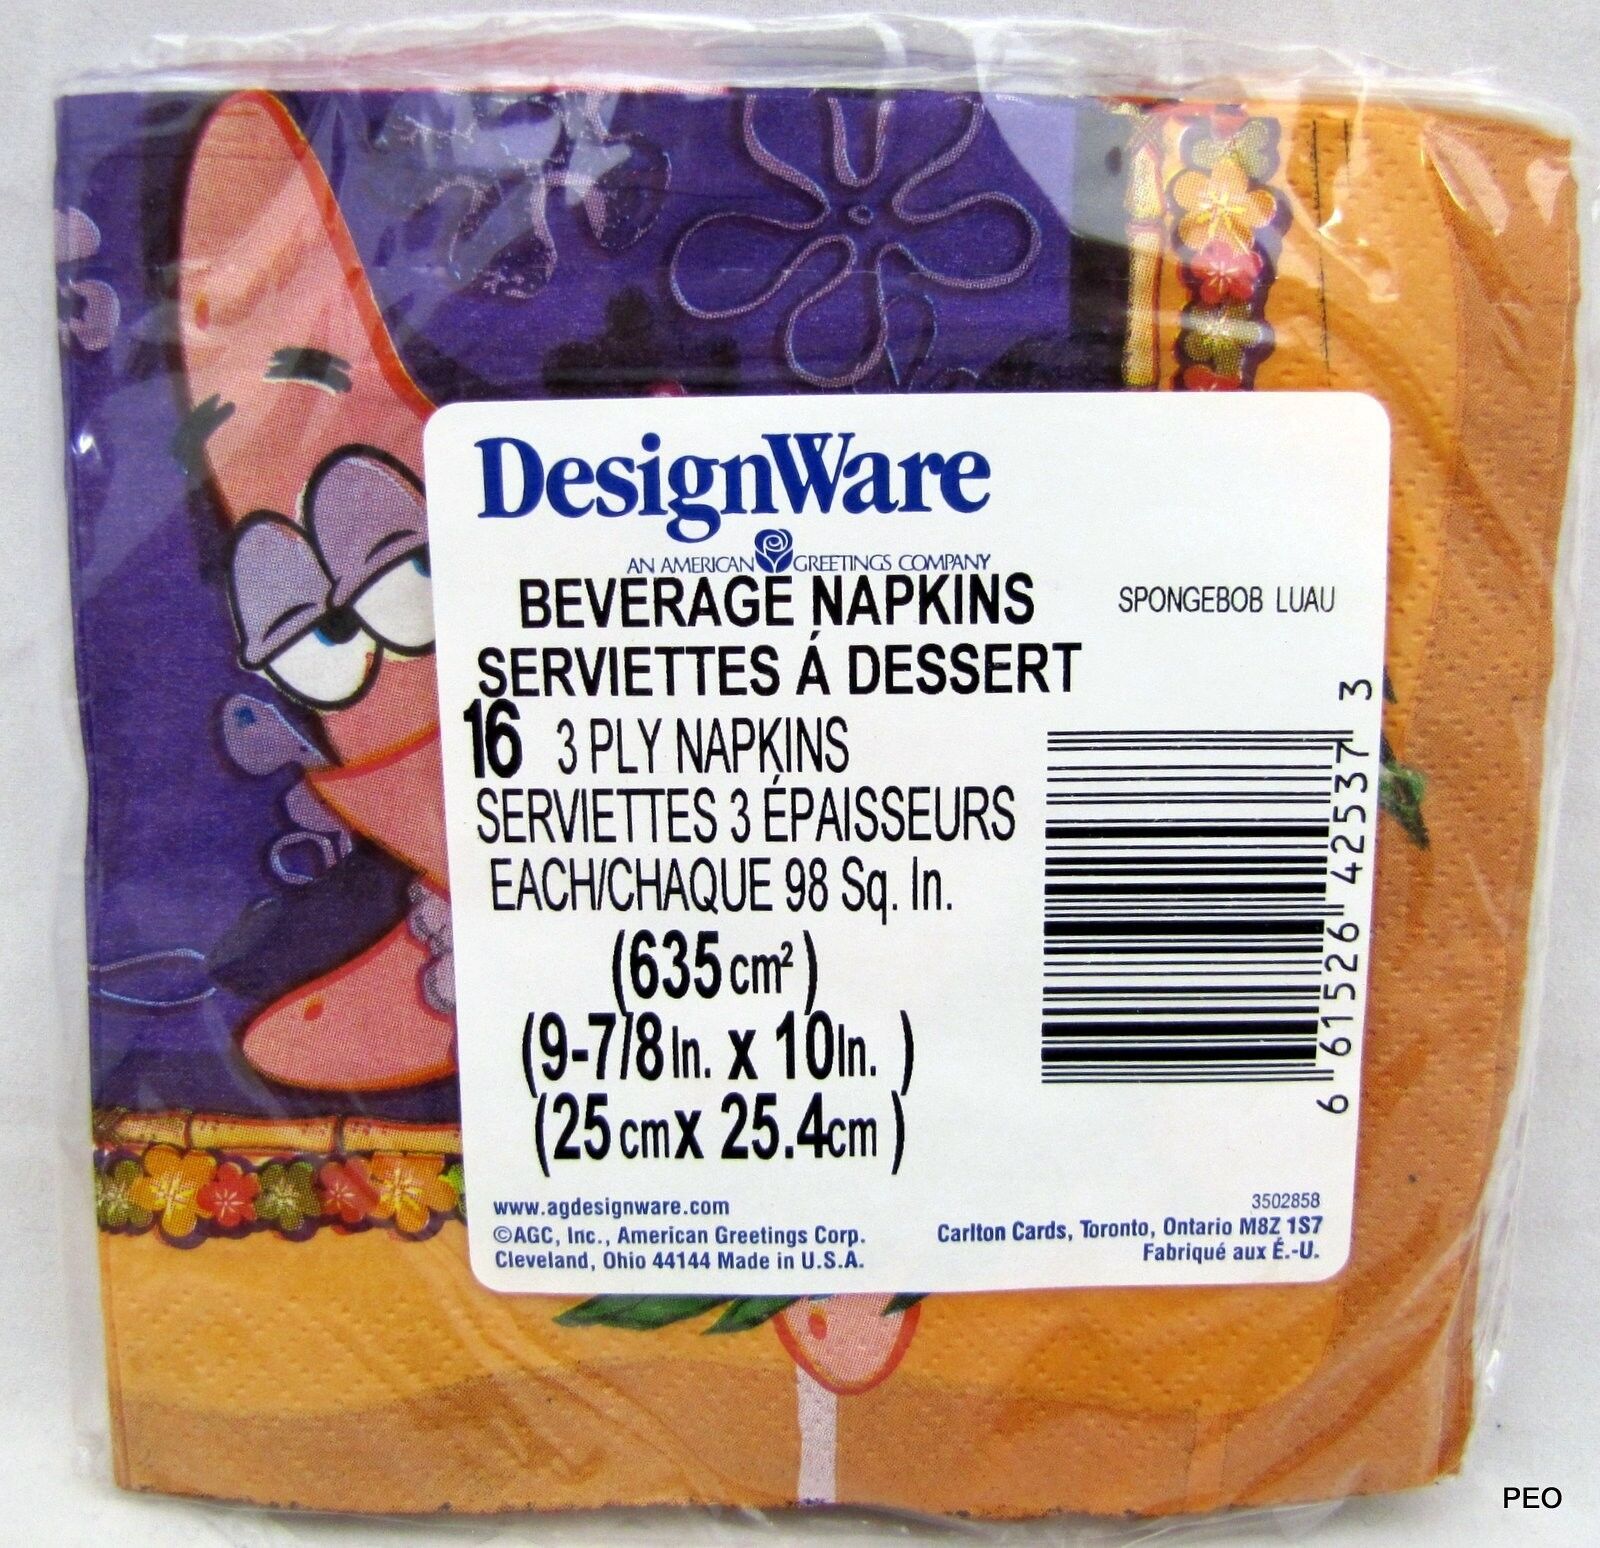 DesignWare
AN AMERICAN GREETINGS COMPANY
BEVERAGE NAPKINS
SPONGEBOB LUAU
SERVIETTES Á DESSERT
16 3 PLY NAPKINS
SERVIETTES 3 ÉPAISSEURS
EACH/CHAQUE 98 Sq. In.
(635 cm²)
(9-7/8 In. x 10 In. )
(25 cm x 25.4cm )
6 61526 42537 3
www.agdesignware.com
©AGC, Inc., American Greetings Corp.
Cleveland, Ohio 44144 Made in U.S.A.
3502858
Carlton Cards, Toronto, Ontario M8Z 1S7
Fabriqué aux É.-U.
PEO